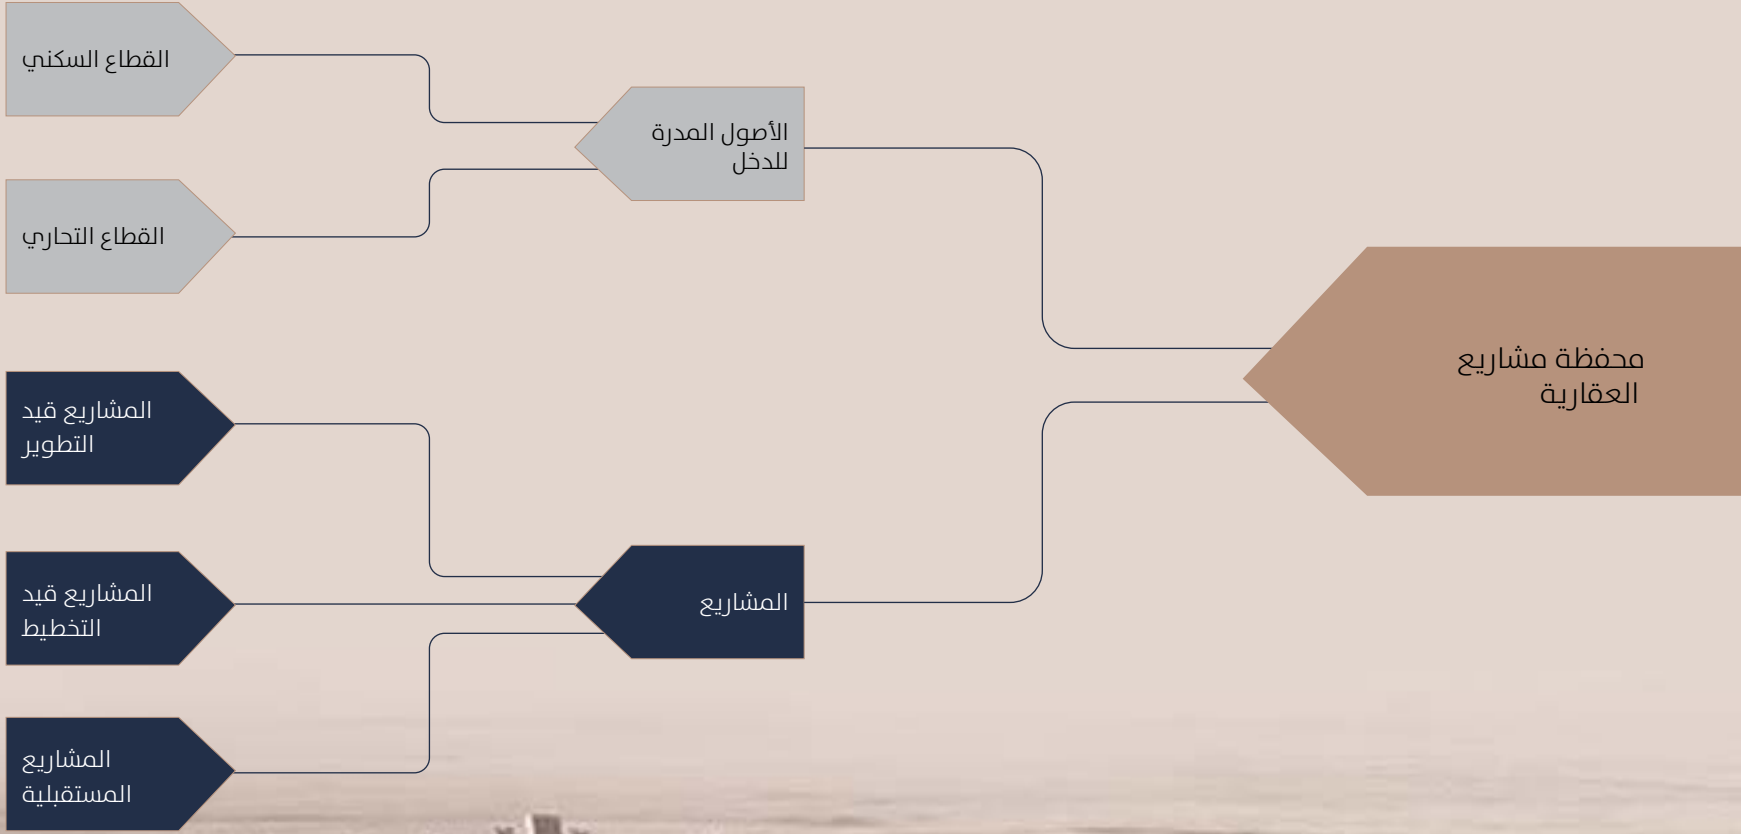 محفظة مشاريع
العقارية
الأصول المدرة
للدخل
القطاع السكني
القطاع التحاري
المشاريع
المشاريع قيد
التطوير
المشاريع قيد
التخطيط
المشاريع
المستقبلية